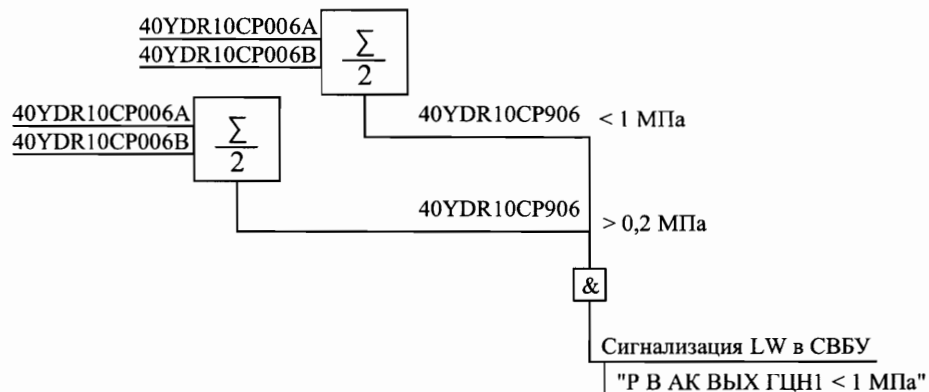 40YDR10CP006A
40YDR10CP006B
∑
2
40YDR10CP906 < 1 МПа
40YDR10CP006A
40YDR10CP006B
∑
2
40YDR10CP906 > 0,2 МПа
&
Сигнализация LW в СВБУ
"Р В АК ВЫХ ГЦН1 < 1 МПа"